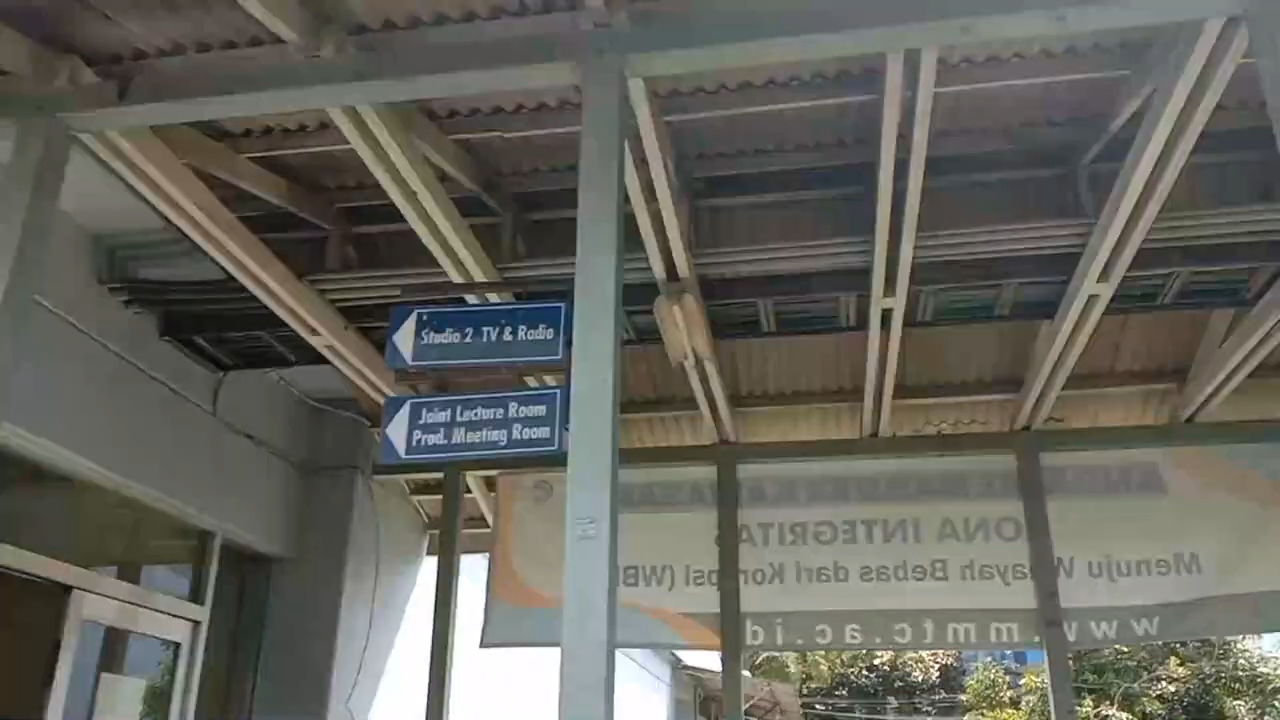 Studio 2 TV & Radio
Joint Lecture Room
Prod. Meeting Room
ONA INTEGRITAS
Menuju Wilayah Bebas dari Korupsi (WB
www.mmtc.ac.id